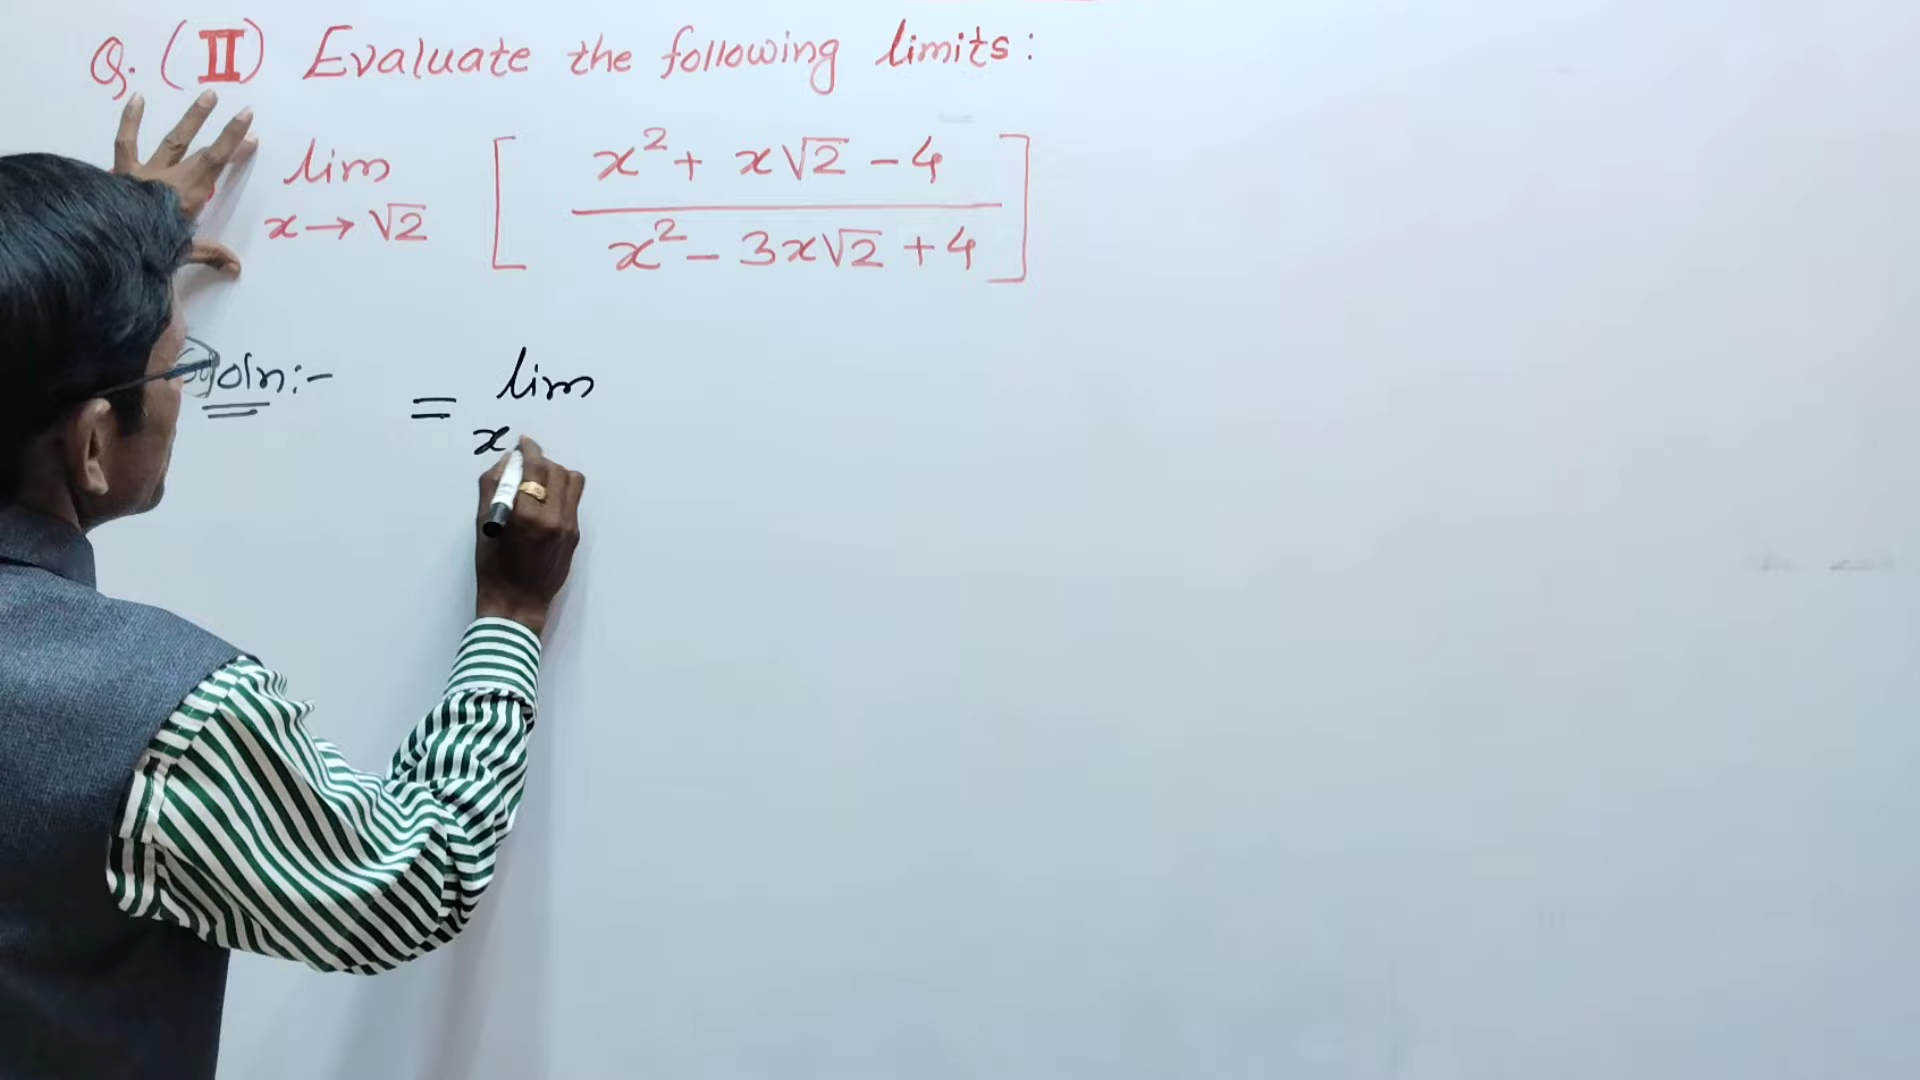 Q. (II) Evaluate the following limits:
lim x→√2 [ (x² + x√2 - 4) / (x² - 3x√2 + 4) ]
Soln:-
= lim
x